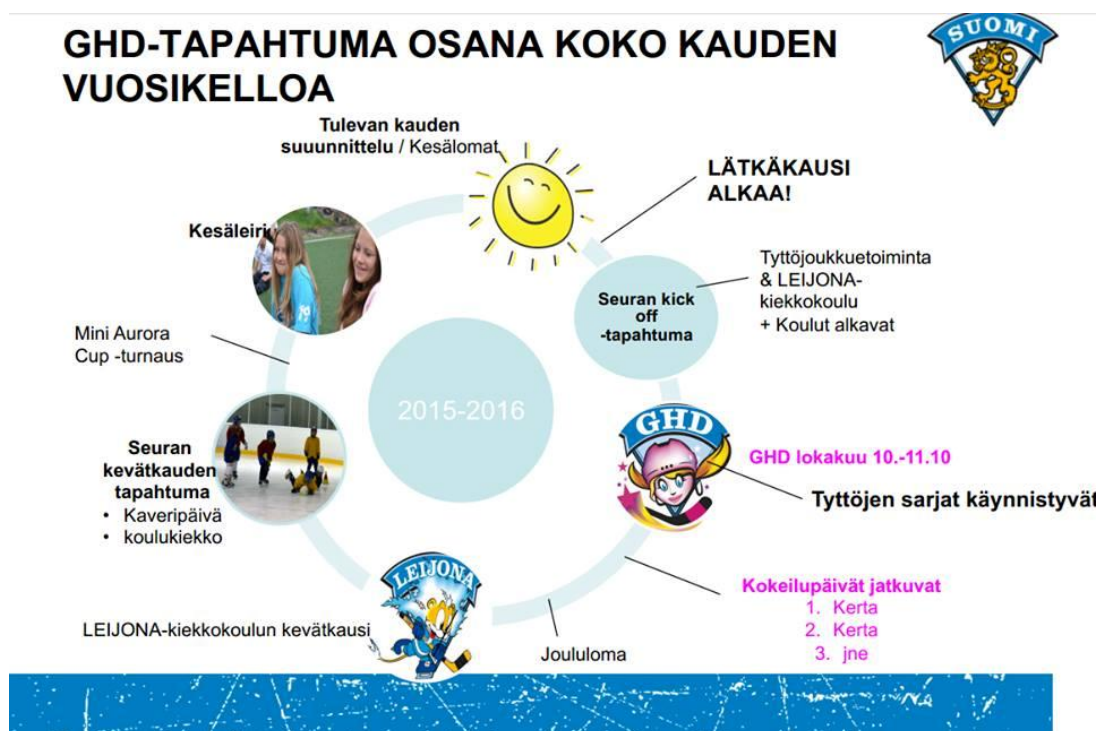 GHD-TAPAHTUMA OSANA KOKO KAUDEN
VUOSIKELLOA
SUOMI
Tulevan kauden
suuunnittelu / Kesälomat
LÄTKÄKAUSI
ALKAA!
Tyttöjoukkuetoiminta
& LEIJONA-
kiekkokoulu
+ Koulut alkavat
Seuran kick
off
-tapahtuma
GHD
GHD lokakuu 10.-11.10
Tyttöjen sarjat käynnistyvät
Kokeilupäivät jatkuvat
1. Kerta
2. Kerta
3. jne
Joululoma
LEIJONA
LEIJONA-kiekkokoulun kevätkausi
Seuran
kevätkauden
tapahtuma
• Kaveripäivä
• koulukiekko
Mini Aurora
Cup -turnaus
Kesäleiri
2015-2016